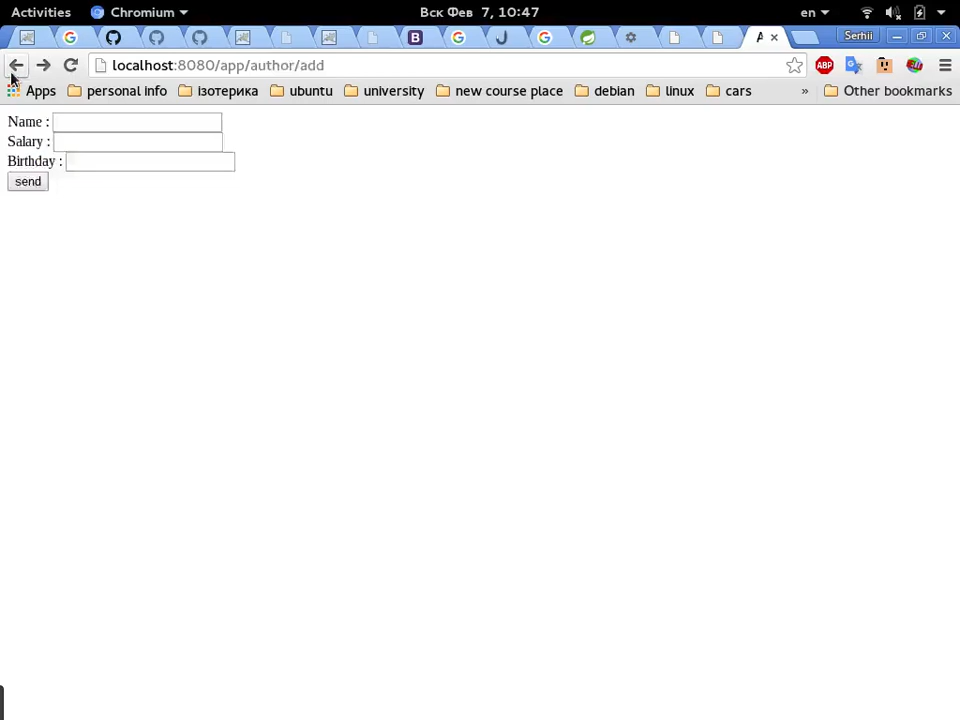 Activities Chromium Вск Фев 7, 10:47 en
G B G G A Serhii
localhost:8080/app/author/add ABP
Apps personal info ізотерика ubuntu university new course place debian linux cars » Other bookmarks
Name :
Salary :
Birthday :
send